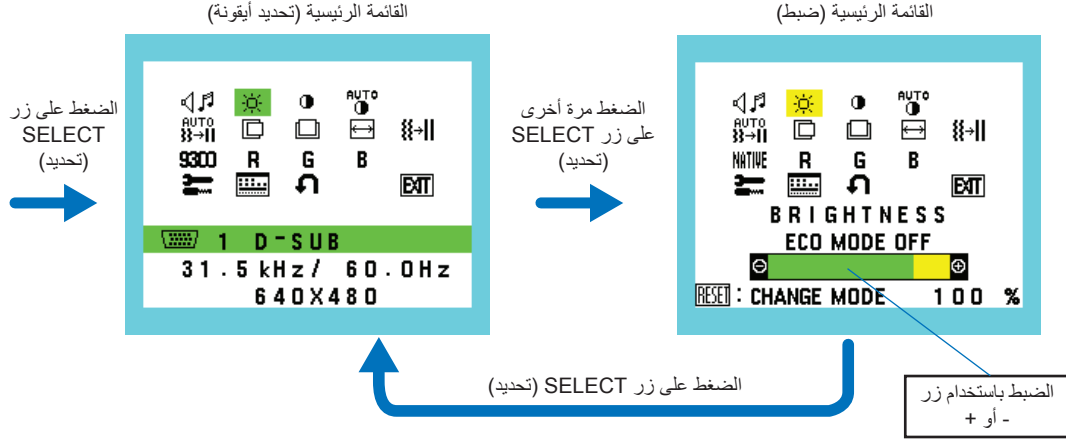 القائمة الرئيسية (تحديد أيقونة)
القائمة الرئيسية (ضبط)
الضغط على زر
SELECT
(تحديد)
AUTO
AUTO
9300 R G B
EXIT
1 D-SUB
31.5 kHz/ 60.0Hz
640X480
الضغط مرة أخرى
على زر SELECT
(تحديد)
AUTO
AUTO
NATIVE R G B
EXIT
BRIGHTNESS
ECO MODE OFF
RESET : CHANGE MODE 100 %
الضغط على زر SELECT (تحديد)
الضبط باستخدام زر
- أو +